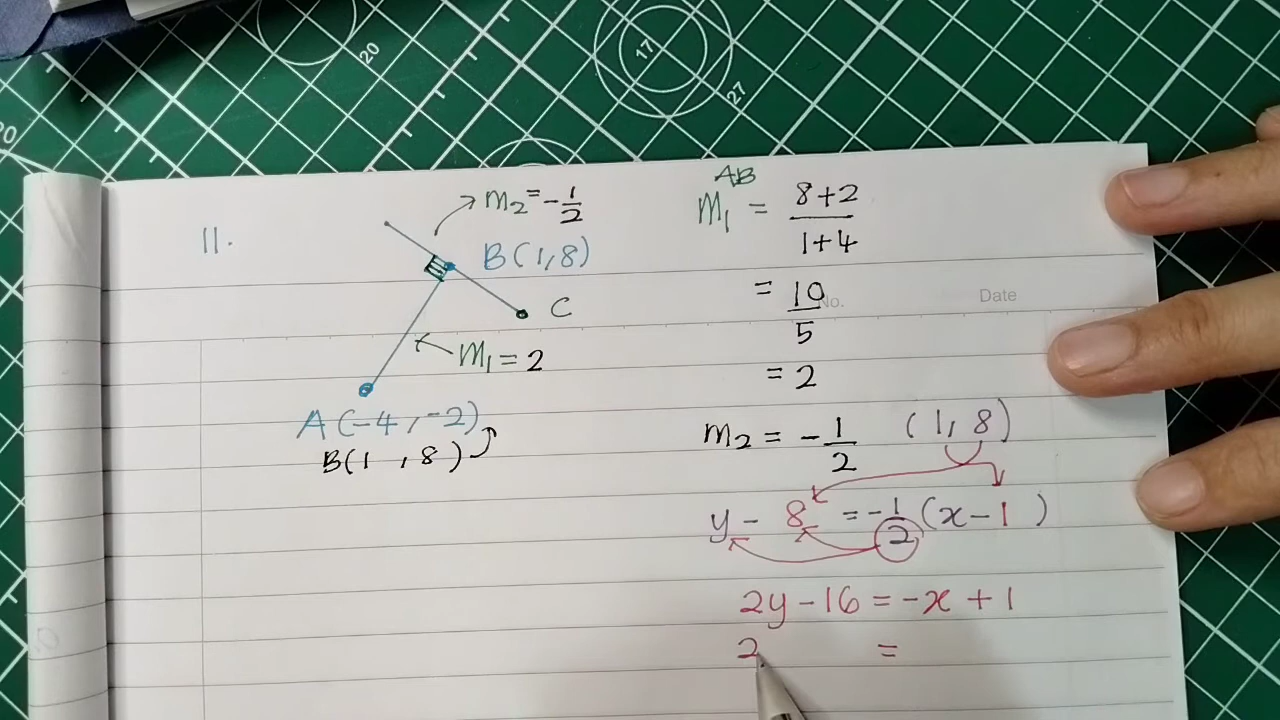 20
17
27
20
11.
m₂ = -1/2
B(1,8)
C
m₁ = 2
A(-4,-2)
B(1,8)
AB
m₁ = 8+2/1+4
No.
Date
= 10/5
= 2
m₂ = -1/2 (1,8)
y - 8 = -1/2 (x-1)
2y - 16 = -x + 1
2 =